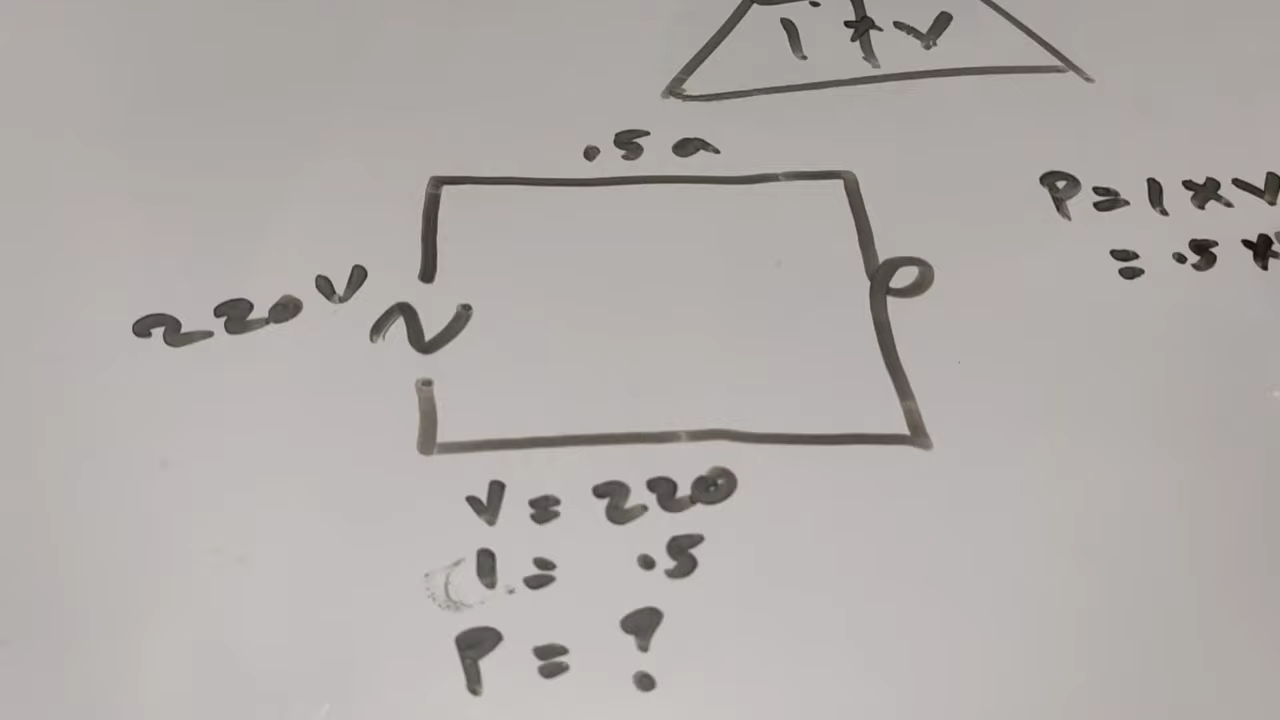 I * V
.5 a
P = I * V
= .5 *
220 V
V = 220
I = .5
P = ?